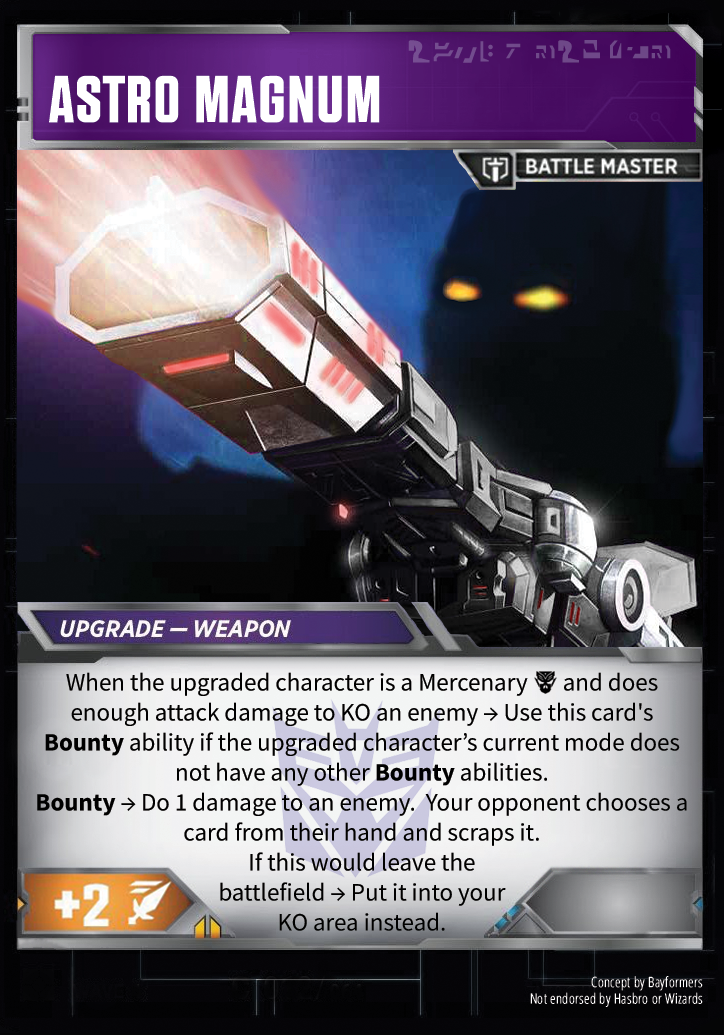 ASTRO MAGNUM
BATTLE MASTER
UPGRADE — WEAPON
When the upgraded character is a Mercenary and does
enough attack damage to KO an enemy → Use this card's
Bounty ability if the upgraded character’s current mode does
not have any other Bounty abilities.
Bounty → Do 1 damage to an enemy.  Your opponent chooses a
card from their hand and scraps it.
If this would leave the
battlefield → Put it into your
KO area instead.
+2
Concept by Bayformers
Not endorsed by Hasbro or Wizards